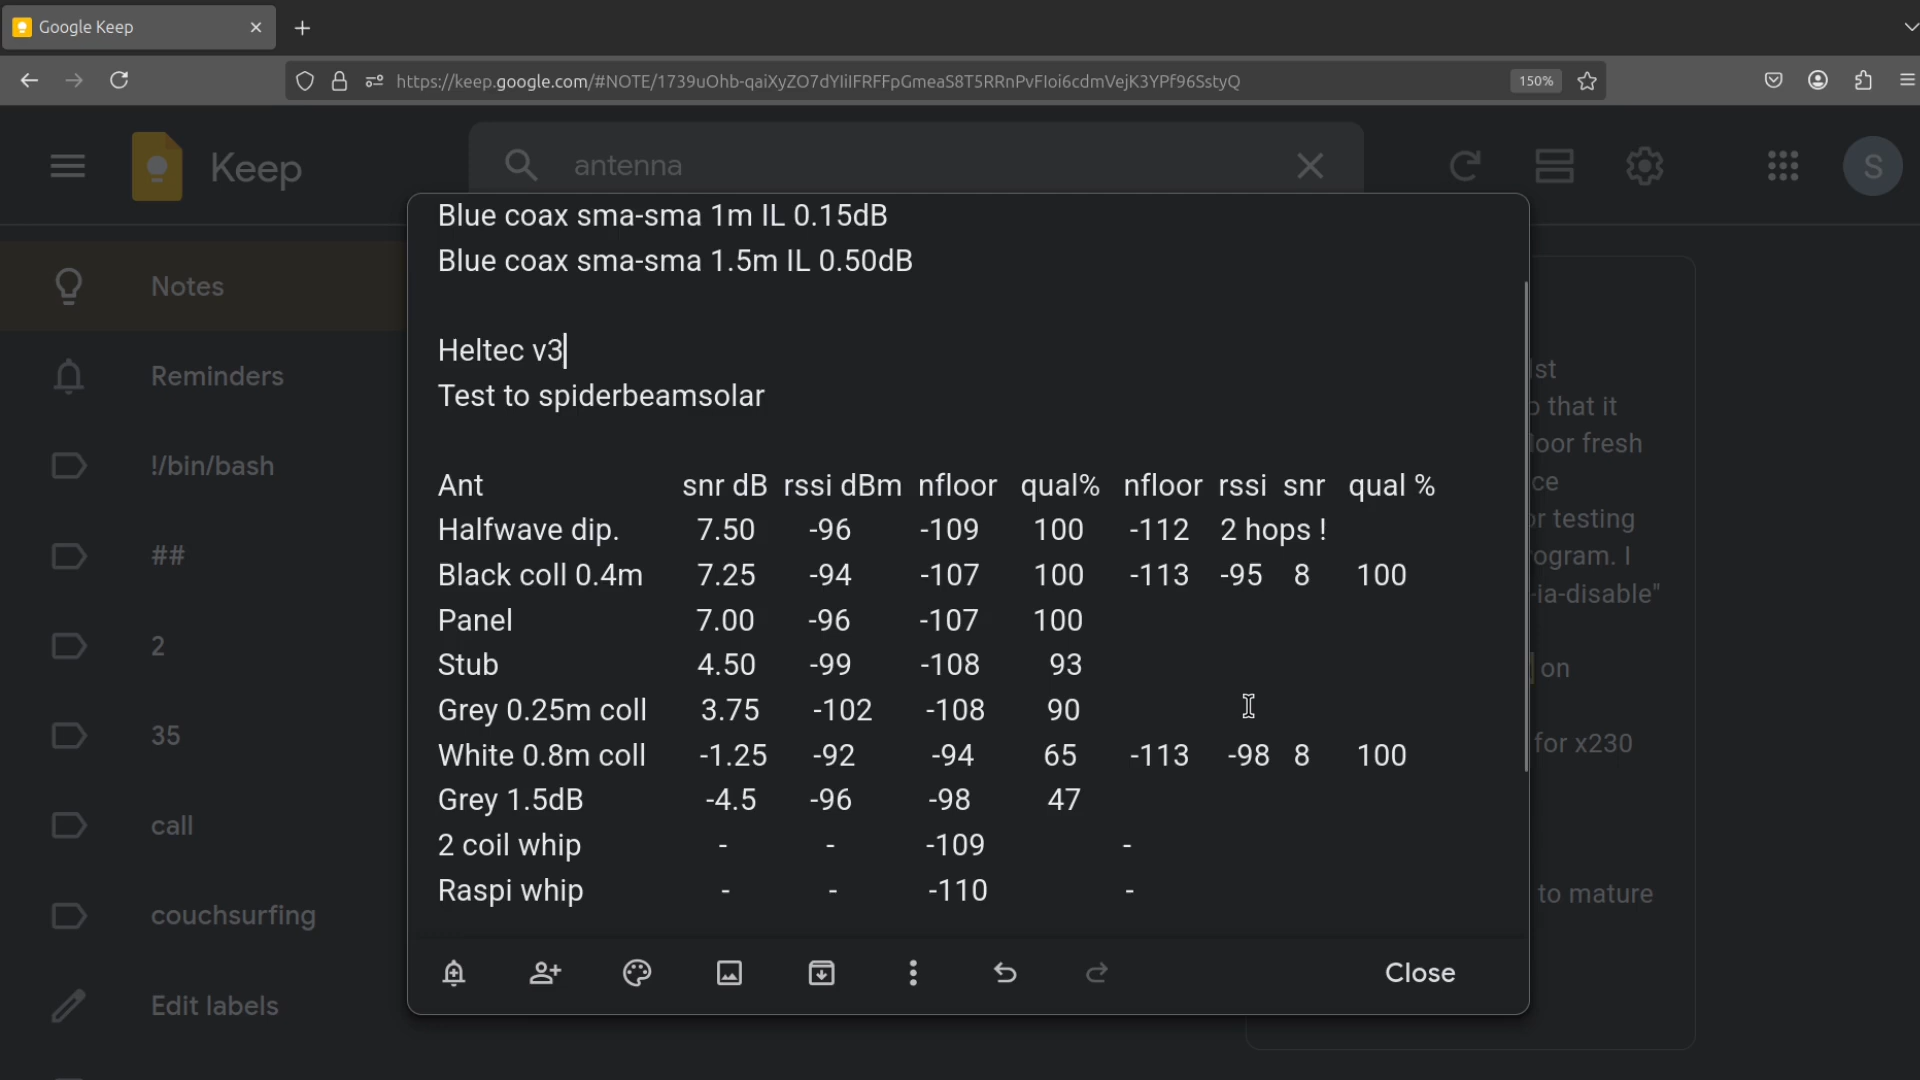 Google Keep
https://keep.google.com/#NOTE/1739uOhb-qaiXyZO7dYIiIFRFFpGmeaS8T5RRnPvFIoi6cdmVejK3YPf96SstyQ
150%
Keep
antenna
S
Notes
Reminders
!/bin/bash
##
2
35
call
couchsurfing
Edit labels
Blue coax sma-sma 1m IL 0.15dB
Blue coax sma-sma 1.5m IL 0.50dB
Heltec v3
Test to spiderbeamsolar
Ant snr dB rssi dBm nfloor qual% nfloor rssi snr qual %
Halfwave dip. 7.50 -96 -109 100 -112 2 hops !
Black coll 0.4m 7.25 -94 -107 100 -113 -95 8 100
Panel 7.00 -96 -107 100
Stub 4.50 -99 -108 93
Grey 0.25m coll 3.75 -102 -108 90
White 0.8m coll -1.25 -92 -94 65 -113 -98 8 100
Grey 1.5dB -4.5 -96 -98 47
2 coil whip - - -109 -
Raspi whip - - -110 -
Close
that it
fresh
testing
-ia-disable"
on
for x230
to mature